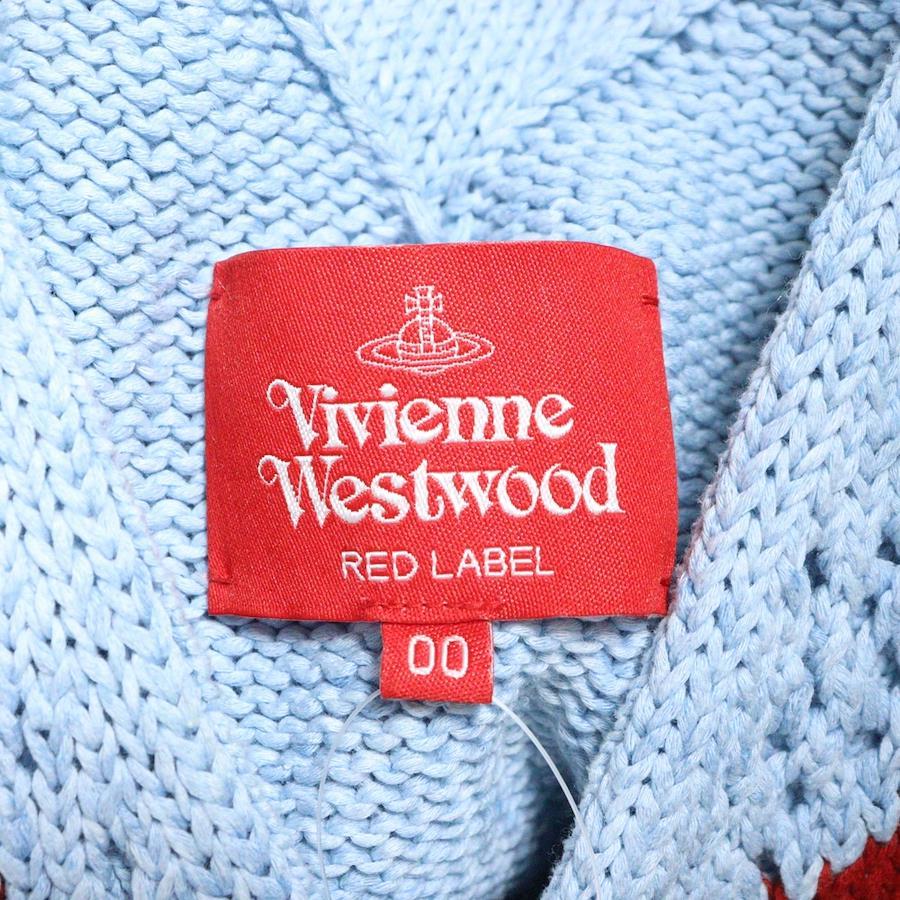 Vivienne
Westwood
RED LABEL
00